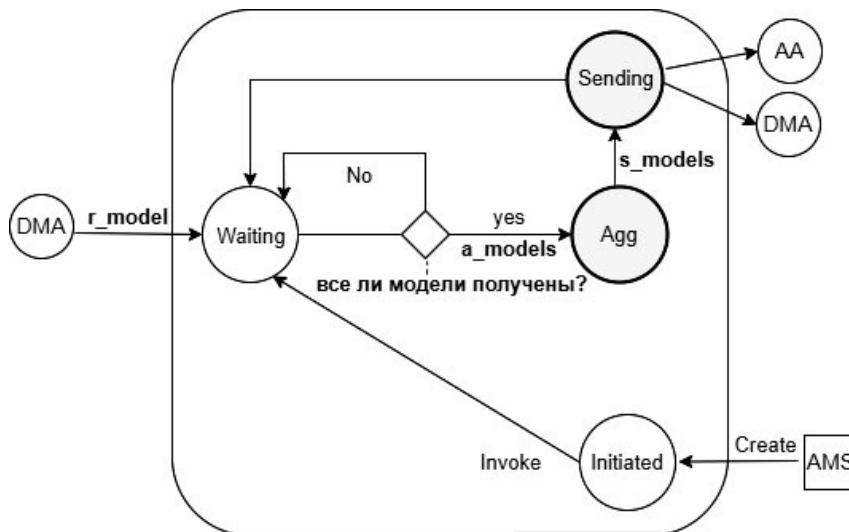 AA
Sending
DMA
s_models
No
DMA
r_model
Waiting
yes
a_models
Agg
все ли модели получены?
Create
Invoke
Initiated
AMS